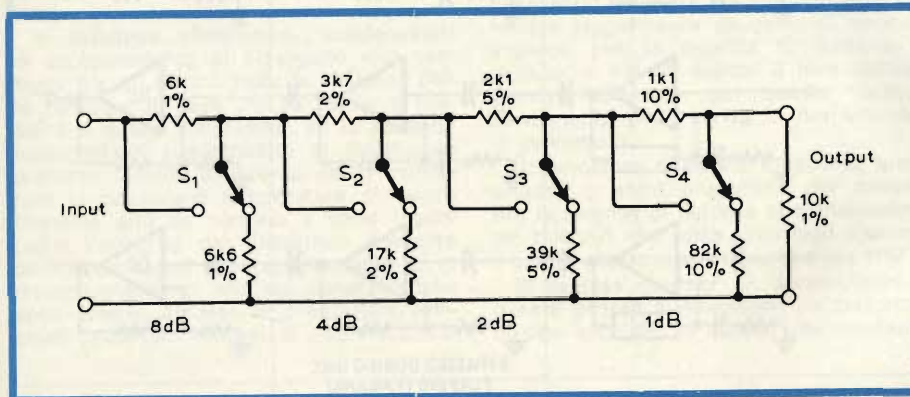 6k
1%
3k7
2%
2k1
5%
1k1
10%
S1
S2
S3
S4
Output
Input
10k
1%
6k6
1%
17k
2%
39k
5%
82k
10%
8dB
4dB
2dB
1dB